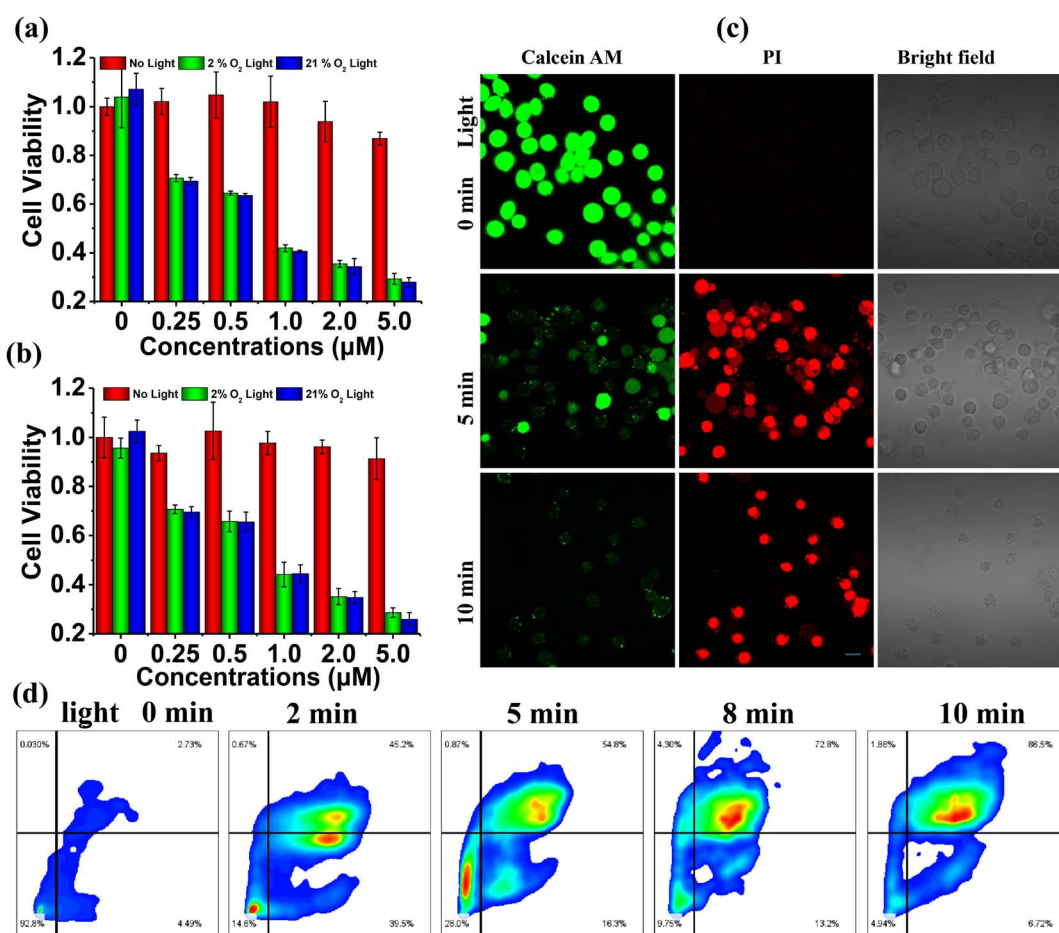 (a)
No Light 2 % O₂ Light 21 % O₂ Light
1.2
1.0
0.8
0.6
0.4
0.2
Cell Viability
0 0.25 0.5 1.0 2.0 5.0
Concentrations (µM)
(b)
No Light 2% O₂ Light 21% O₂ Light
1.2
1.0
0.8
0.6
0.4
0.2
Cell Viability
0 0.25 0.5 1.0 2.0 5.0
Concentrations (µM)
(c)
Calcein AM PI Bright field
Light
0 min
5 min
10 min
(d)
light 0 min 2 min 5 min 8 min 10 min
0.030% 2.73% 0.67% 45.2% 0.87% 54.8% 4.30% 72.8% 1.86% 86.5%
92.8% 4.49% 14.6% 39.5% 28.0% 16.3% 9.75% 13.2% 4.94% 6.72%